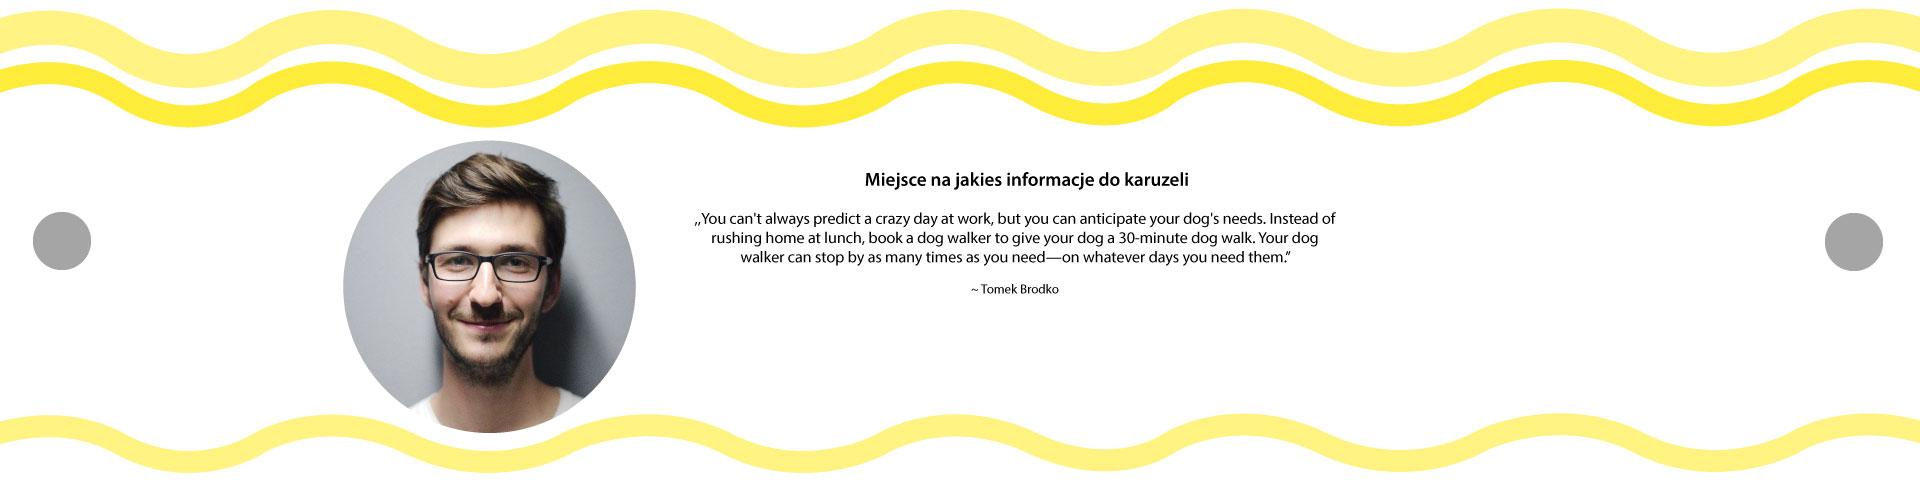 Miejsce na jakies informacje do karuzeli
,,You can't always predict a crazy day at work, but you can anticipate your dog's needs. Instead of
rushing home at lunch, book a dog walker to give your dog a 30-minute dog walk. Your dog
walker can stop by as many times as you need—on whatever days you need them.”
~ Tomek Brodko